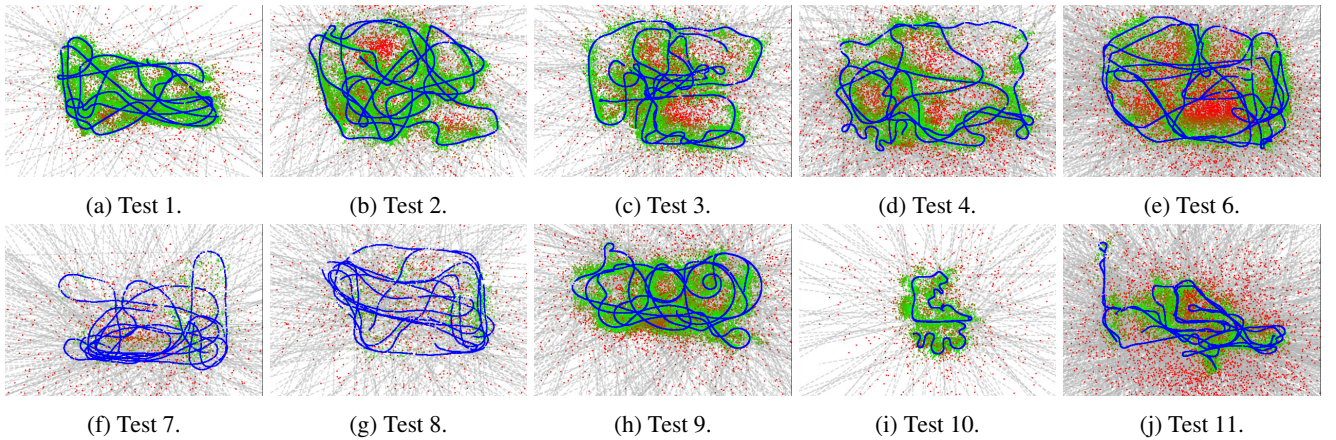 (a) Test 1.
(b) Test 2.
(c) Test 3.
(d) Test 4.
(e) Test 6.
(f) Test 7.
(g) Test 8.
(h) Test 9.
(i) Test 10.
(j) Test 11.